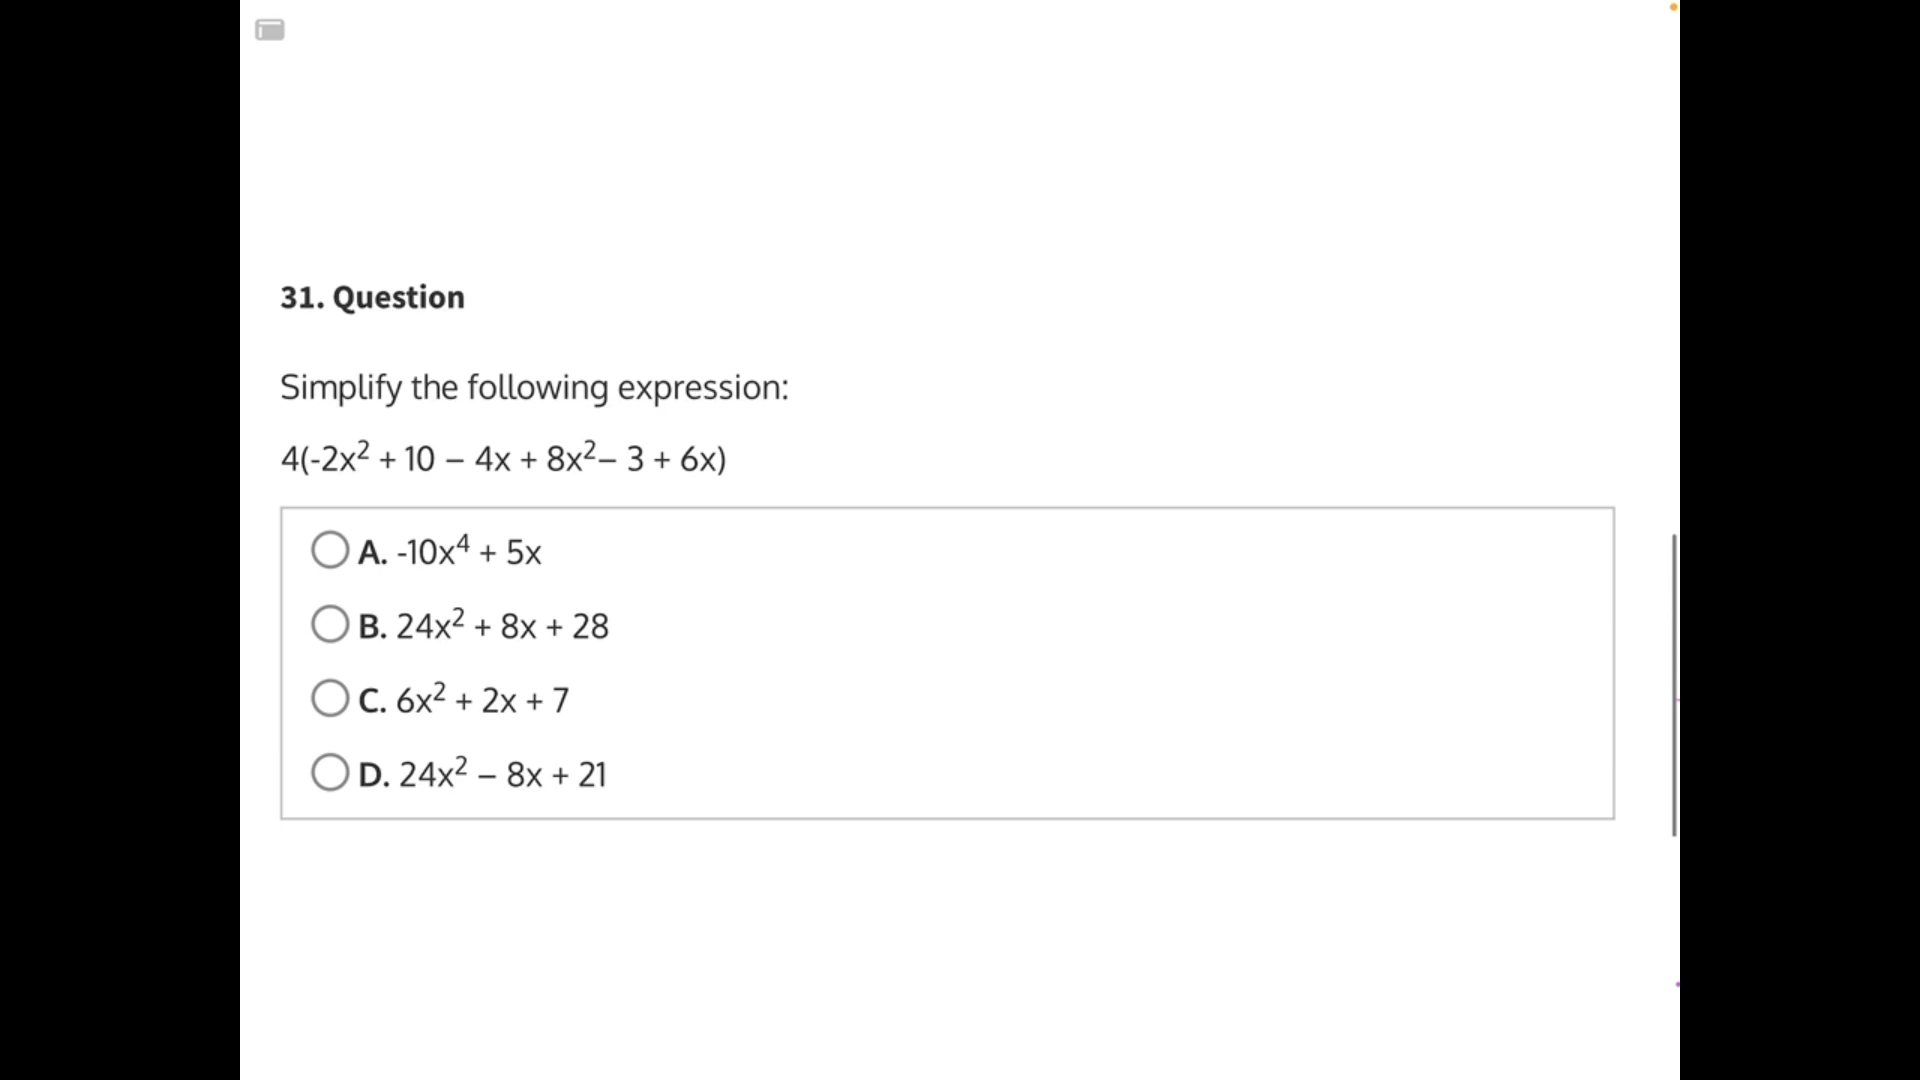 31. Question
Simplify the following expression:
4(-2x² + 10 – 4x + 8x²– 3 + 6x)
A. -10x⁴ + 5x
B. 24x² + 8x + 28
C. 6x² + 2x + 7
D. 24x² – 8x + 21